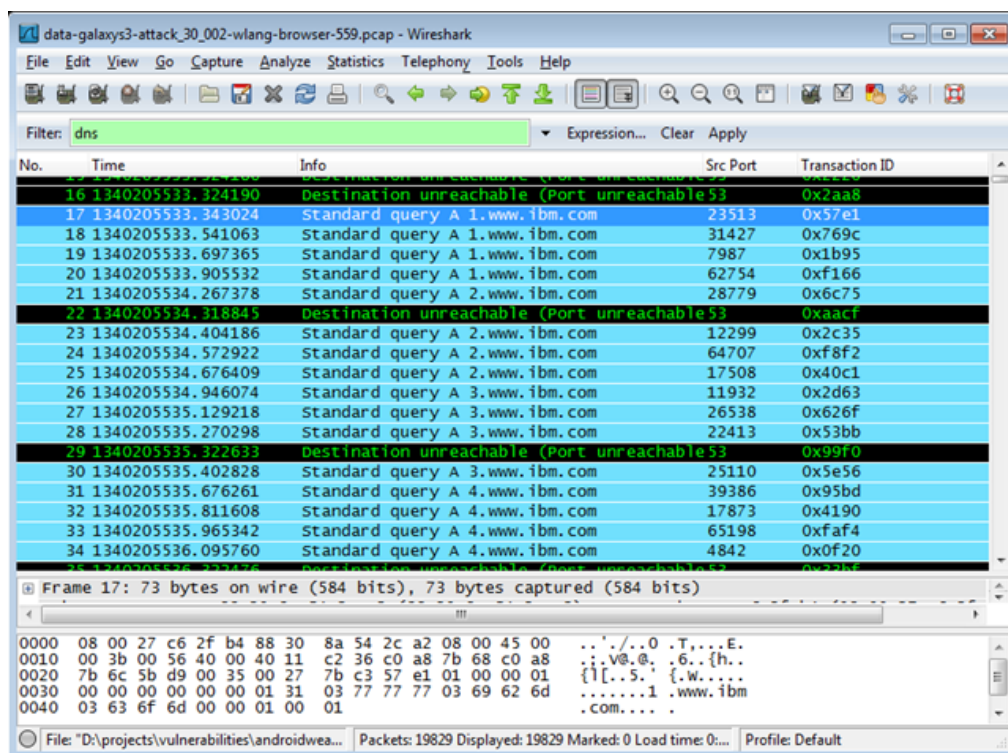 data-galaxys3-attack_30_002-wlang-browser-559.pcap - Wireshark
File Edit View Go Capture Analyze Statistics Telephony Tools Help
Filter: dns Expression... Clear Apply
No. Time Info Src Port Transaction ID
16 1340205533.324190 Destination unreachable (Port unreachable 53 0x2aa8
17 1340205533.343024 Standard query A 1.www.ibm.com 23513 0x57e1
18 1340205533.541063 Standard query A 1.www.ibm.com 31427 0x769c
19 1340205533.697365 Standard query A 1.www.ibm.com 7987 0x1b95
20 1340205533.905532 Standard query A 1.www.ibm.com 62754 0xf166
21 1340205534.267378 Standard query A 2.www.ibm.com 28779 0x6c75
22 1340205534.318845 Destination unreachable (Port unreachable 53 0xaacf
23 1340205534.404186 Standard query A 2.www.ibm.com 12299 0x2c35
24 1340205534.572922 Standard query A 2.www.ibm.com 64707 0xf8f2
25 1340205534.676409 Standard query A 2.www.ibm.com 17508 0x40c1
26 1340205534.946074 Standard query A 3.www.ibm.com 11932 0x2d63
27 1340205535.129218 Standard query A 3.www.ibm.com 26538 0x626f
28 1340205535.270298 Standard query A 3.www.ibm.com 22413 0x53bb
29 1340205535.322633 Destination unreachable (Port unreachable 53 0x99f0
30 1340205535.402828 Standard query A 3.www.ibm.com 25110 0x5e56
31 1340205535.676261 Standard query A 4.www.ibm.com 39386 0x95bd
32 1340205535.811608 Standard query A 4.www.ibm.com 17873 0x4190
33 1340205535.965342 Standard query A 4.www.ibm.com 65198 0xfaf4
34 1340205536.095760 Standard query A 4.www.ibm.com 4842 0x0f20
35 1340205536.322476 Destination unreachable (Port unreachable 53 0x33bf
Frame 17: 73 bytes on wire (584 bits), 73 bytes captured (584 bits)
0000 08 00 27 c6 2f b4 88 30 8a 54 2c a2 08 00 45 00 ..'./..0 .T,...E.
0010 00 3b 00 56 40 00 40 11 c2 36 c0 a8 7b 68 c0 a8 .;.V@.@. .6..{h..
0020 7b 6c 5b d9 00 35 00 27 7b c3 57 e1 01 00 00 01 {l[..5.' {.W.....
0030 00 00 00 00 00 00 01 31 03 77 77 77 03 69 62 6d .......1 .www.ibm
0040 03 63 6f 6d 00 00 01 00 01 .com.... .
File: "D:\projects\vulnerabilities\androidwea... Packets: 19829 Displayed: 19829 Marked: 0 Load time: 0:... Profile: Default